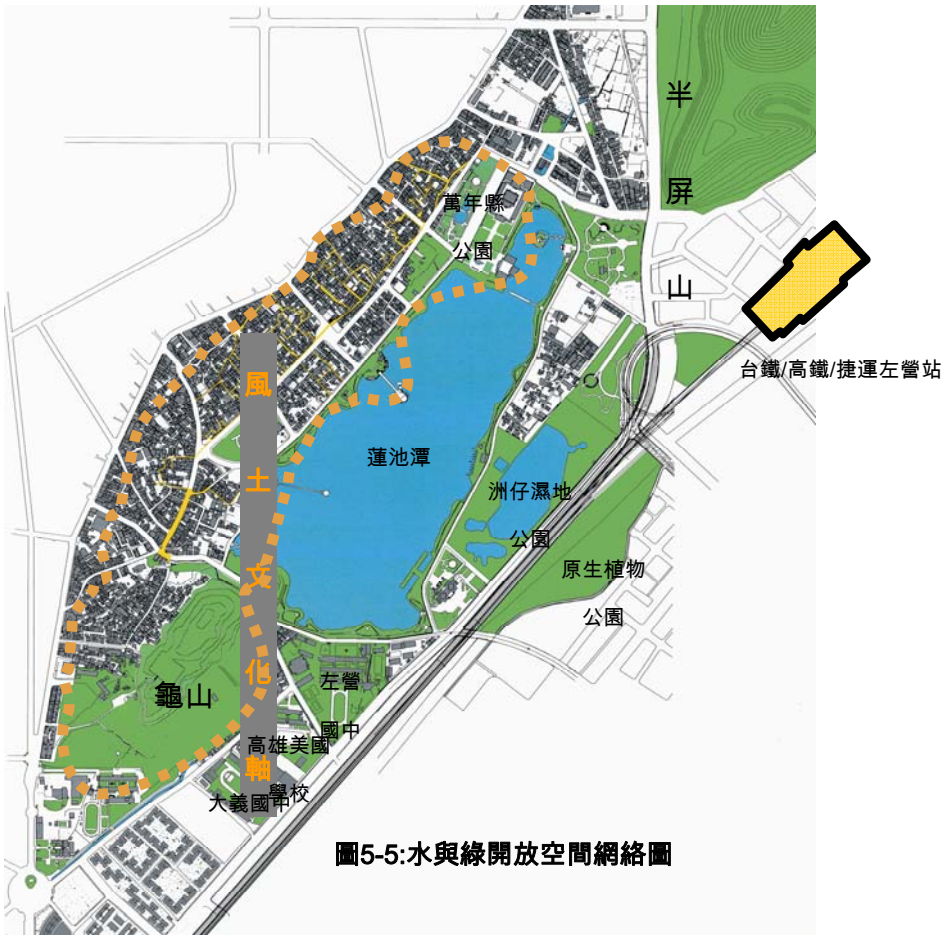 半
屏
山
萬年縣
公園
台鐵/高鐵/捷運左營站
風
土
文
化
軸
蓮池潭
洲仔濕地
公園
原生植物
公園
龜山
左營
國中
高雄美國
學校
大義國中
圖5-5:水與綠開放空間網絡圖